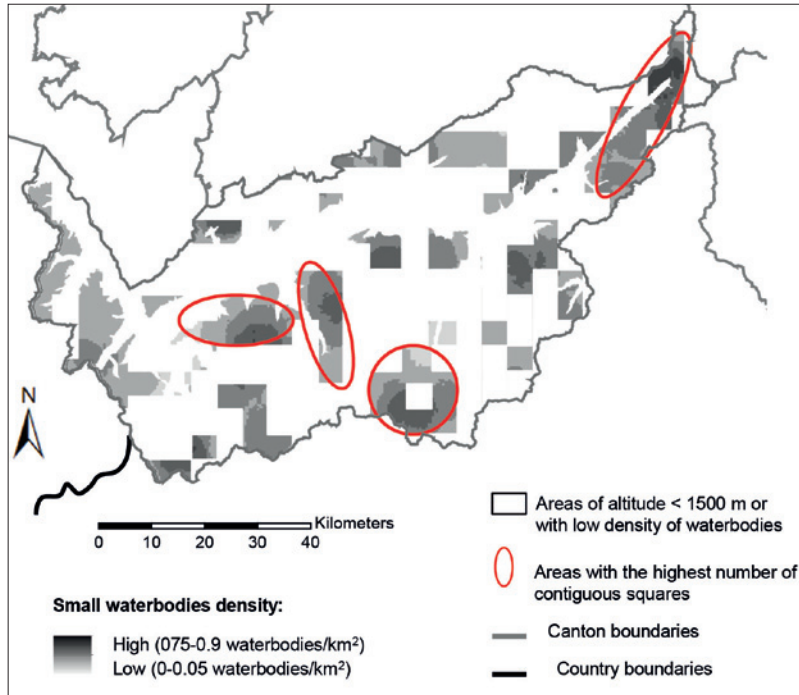 N
Kilometers
0 10 20 30 40
Areas of altitude < 1500 m or
with low density of waterbodies
Areas with the highest number of
contiguous squares
Canton boundaries
Country boundaries
Small waterbodies density:
High (075-0.9 waterbodies/km²)
Low (0-0.05 waterbodies/km²)